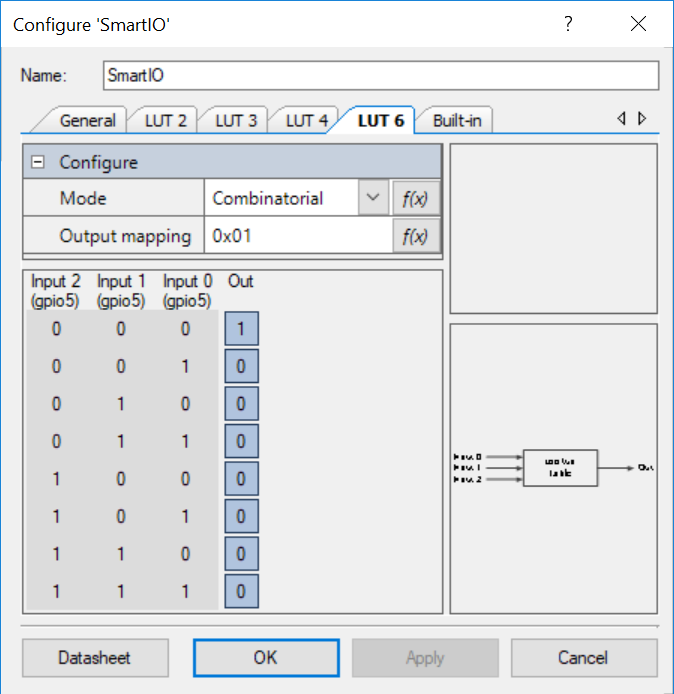 Configure 'SmartIO' ?
Name: SmartIO
General LUT 2 LUT 3 LUT 4 LUT 6 Built-in
Configure
Mode Combinatorial f(x)
Output mapping 0x01 f(x)
Input 2 Input 1 Input 0 Out
(gpio5) (gpio5) (gpio5)
0 0 0 1
0 0 1 0
0 1 0 0
0 1 1 0
1 0 0 0
1 0 1 0
1 1 0 0
1 1 1 0
Input 0
Input 1
Input 2
Out
Datasheet OK Apply Cancel